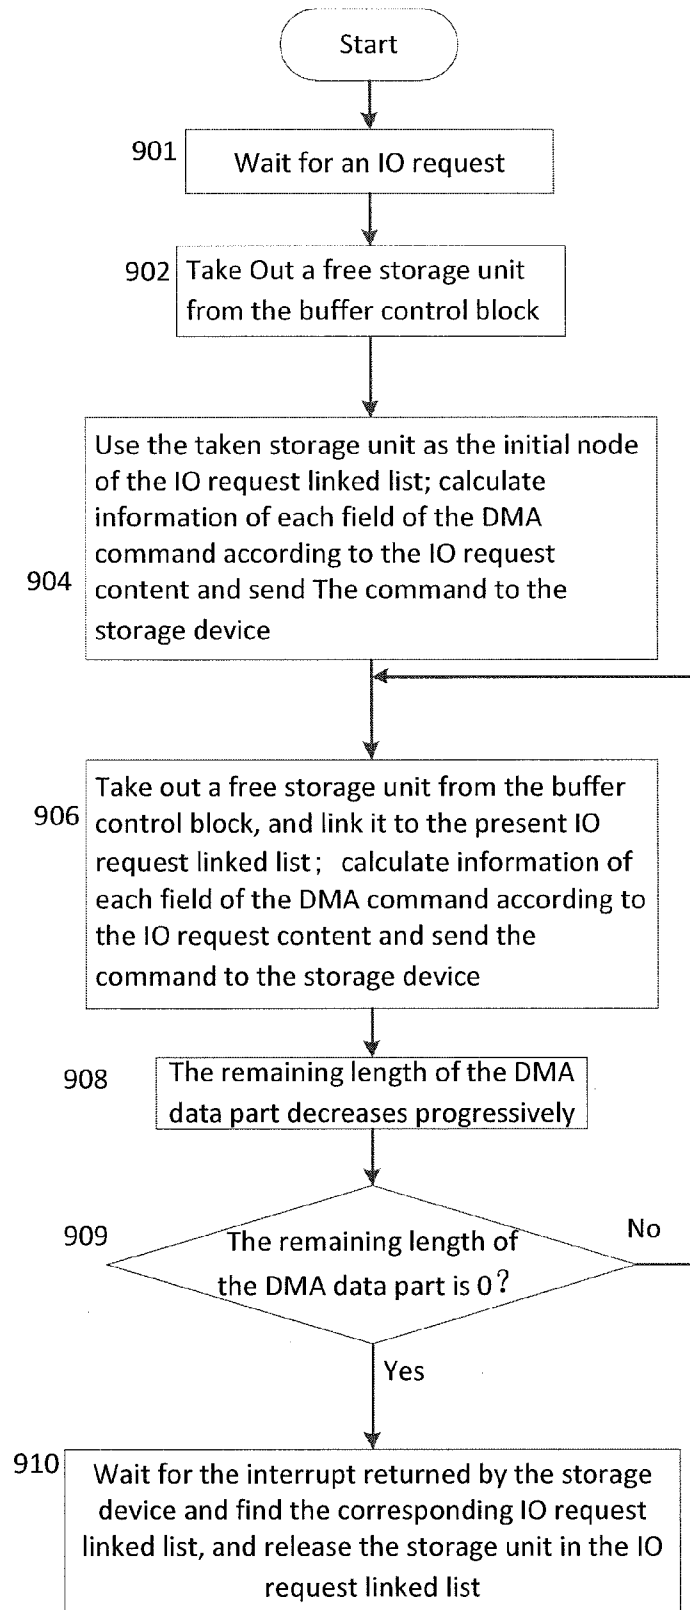 Start
901
Wait for an IO request
902
Take Out a free storage unit
from the buffer control block
904
Use the taken storage unit as the initial node
of the IO request linked list; calculate
information of each field of the DMA
command according to the IO request
content and send The command to the
storage device
906
Take out a free storage unit from the buffer
control block, and link it to the present IO
request linked list; calculate information of
each field of the DMA command according to
the IO request content and send the
command to the storage device
908
The remaining length of the DMA
data part decreases progressively
909
The remaining length of
the DMA data part is 0?
No
Yes
910
Wait for the interrupt returned by the storage
device and find the corresponding IO request
linked list, and release the storage unit in the IO
request linked list